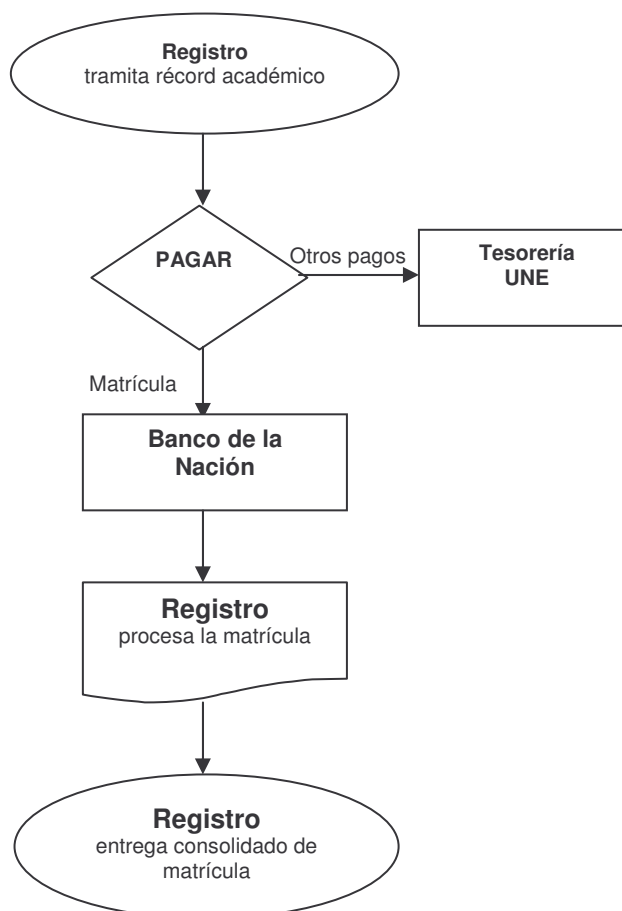 Registro
tramita récord académico
PAGAR
Otros pagos
Tesorería
UNE
Matrícula
Banco de la
Nación
Registro
procesa la matrícula
Registro
entrega consolidado de
matrícula